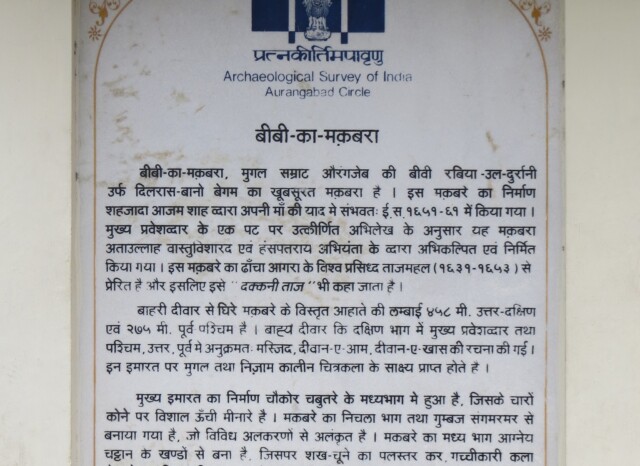 प्रत्नकीर्तिमपावृणु
Archaeological Survey of India
Aurangabad Circle
बीबी-का-मक़बरा
बीबी-का-मक़बरा, मुगल सम्राट औरंगजेब की बीवी रबिया-उल-दुर्रानी
उर्फ दिलरास-बानो बेगम का खूबसूरत मकबरा है । इस मकबरे का निर्माण
शहजादा आजम शाह व्दारा अपनी माँ की याद मे संभवतः ई.स.१६५१-६१ में किया गया ।
मुख्य प्रवेशव्दार के एक पट पर उत्कीर्णित अभिलेख के अनुसार यह मकबरा
अताउल्लाह वास्तुविशारद एवं हंसपतराय अभियंता के व्दारा अभिकल्पित एवं निर्मित
किया गया । इस मकबरे का ढाँचा आगरा के विश्व प्रसिध्द ताजमहल (१६३१-१६५३) से
प्रेरित है और इसलिए इसे "दक्कनी ताज" भी कहा जाता है ।
बाहरी दीवार से घिरे मकबरे के विस्तृत आहाते की लम्बाई ४५८ मी. उत्तर-दक्षिण
एवं २७५ मी. पूर्व पश्चिम है । बाह्य दीवार कि दक्षिण भाग में मुख्य प्रवेशव्दार तथा
पश्चिम, उत्तर, पूर्व मे अनुक्रमतः मस्जिद, दीवान-ए-आम, दीवान-ए-खास की रचना की गई ।
इन इमारत पर मुगल तथा निज़ाम कालीन चित्रकला के साक्ष्य प्राप्त होते है ।
मुख्य इमारत का निर्माण चौकोर चबुतरे के मध्यभाग मे हुआ है, जिसके चारों
कोने पर विशाल ऊँची मीनारे है । मकबरे का निचला भाग तथा गुम्बज संगमरमर से
बनाया गया है, जो विविध अलकरणों से अलंकृत है । मकबरे का मध्य भाग आग्नेय
चट्टान के खण्डों से बना है, जिसपर शख-चूने का पलस्तर कर, गच्चीकारी कला